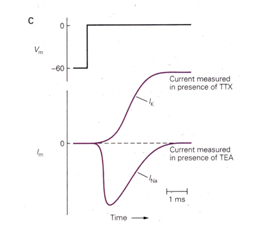 C
0
Vm
-60
Current measured
in presence of TTX
IK
0
Im
Current measured
in presence of TEA
INa
1 ms
Time